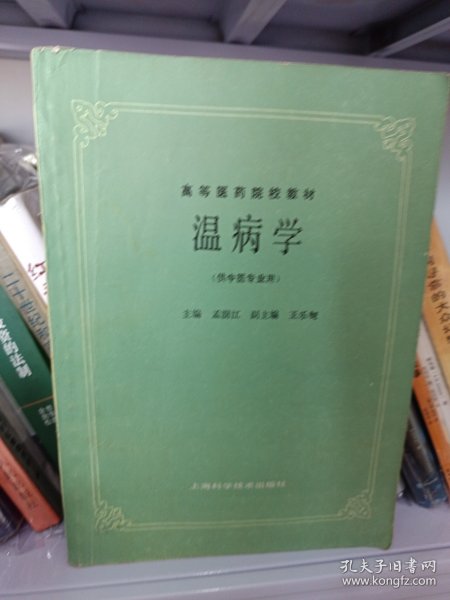 高等医药院校教材
温病学
(供中医专业用)
主编 孟澍江 副主编 王乐匋
上海科学技术出版社
孔夫子旧书网
www.kongfz.com